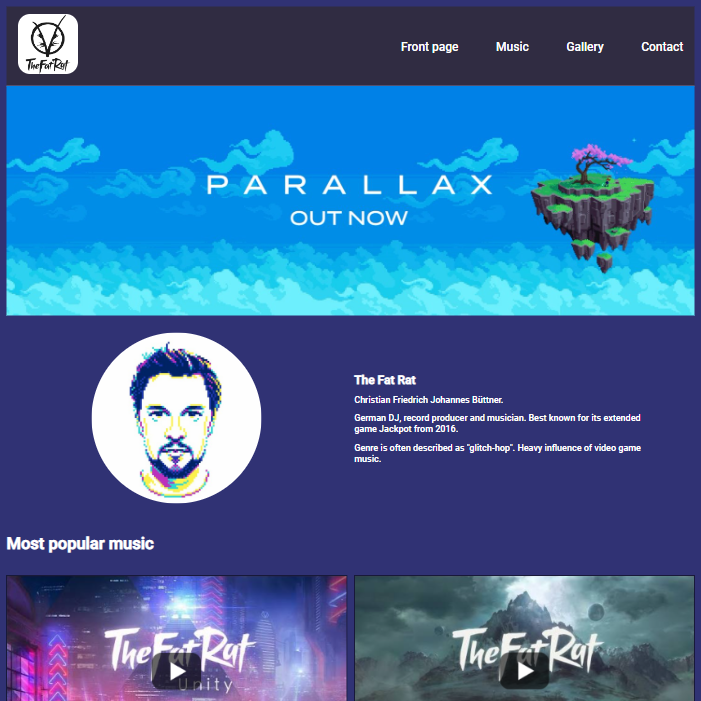 TheFatRat
Front page
Music
Gallery
Contact
PARALLAX
OUT NOW
The Fat Rat
Christian Friedrich Johannes Büttner.
German DJ, record producer and musician. Best known for its extended
game Jackpot from 2016.
Genre is often described as "glitch-hop". Heavy influence of video game
music.
Most popular music
TheFatRat
Unity
TheFatRat